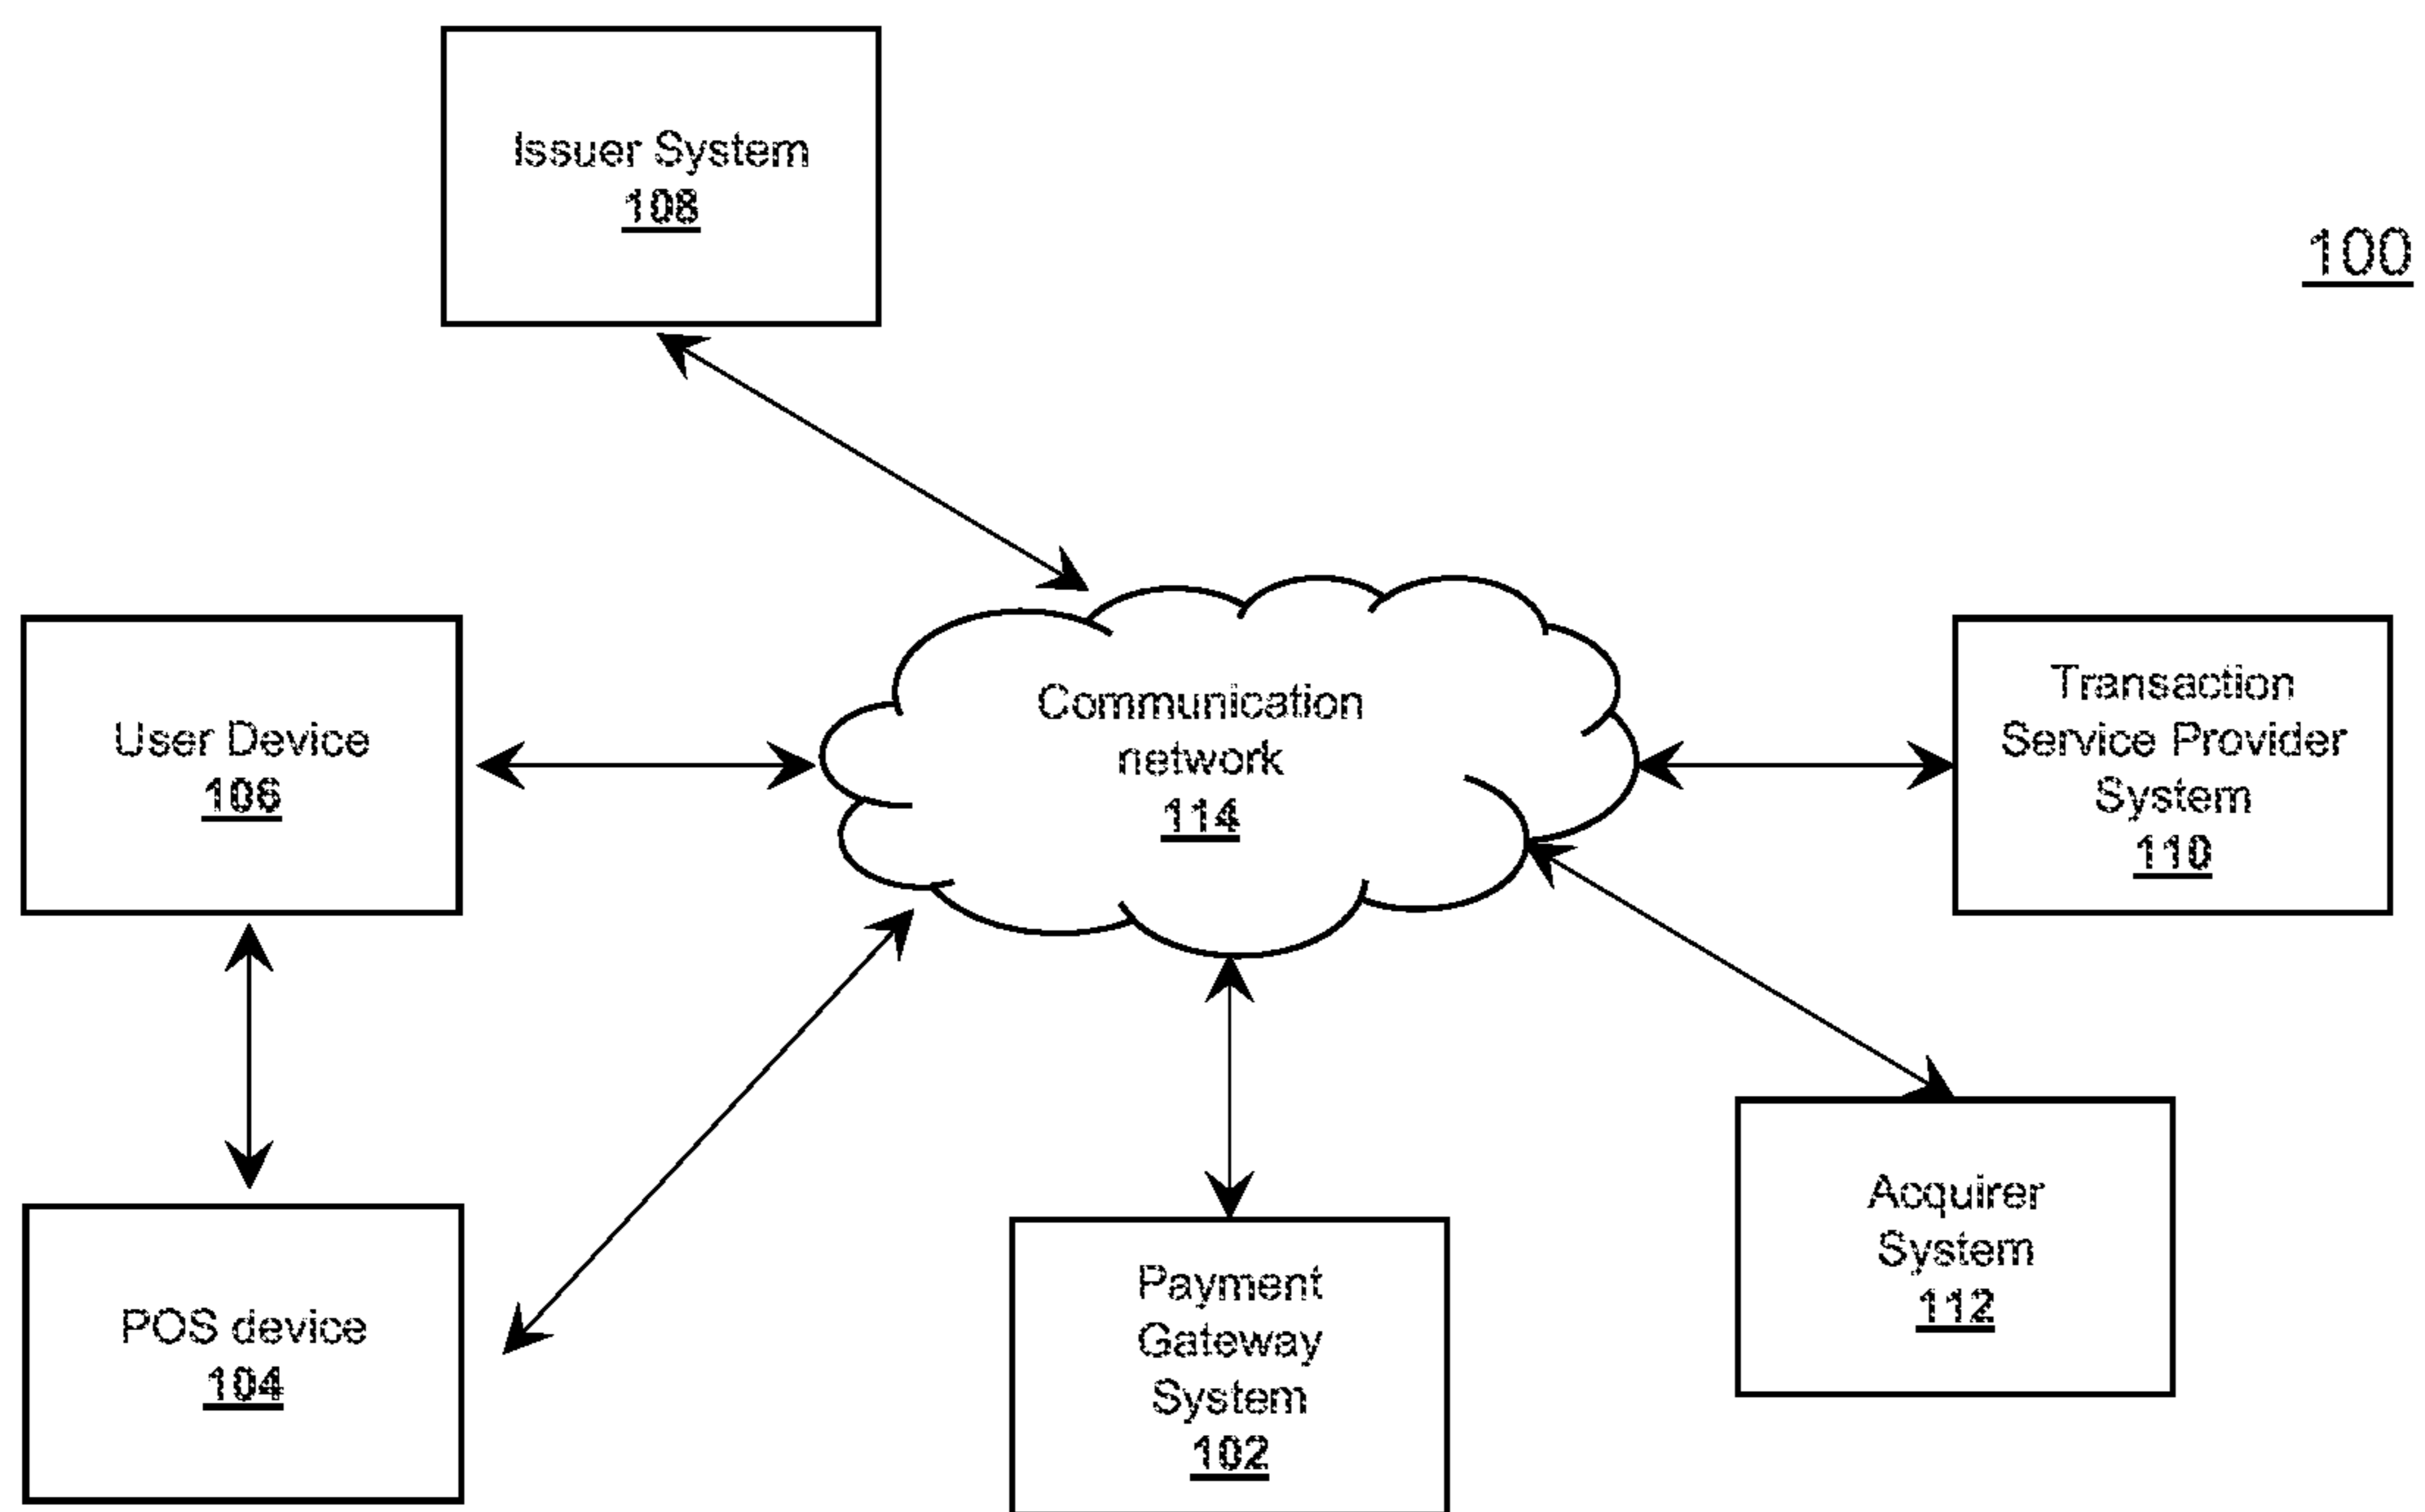 Issuer System
108
100
User Device
106
Communication
network
114
Transaction
Service Provider
System
110
POS device
104
Payment
Gateway
System
102
Acquirer
System
112